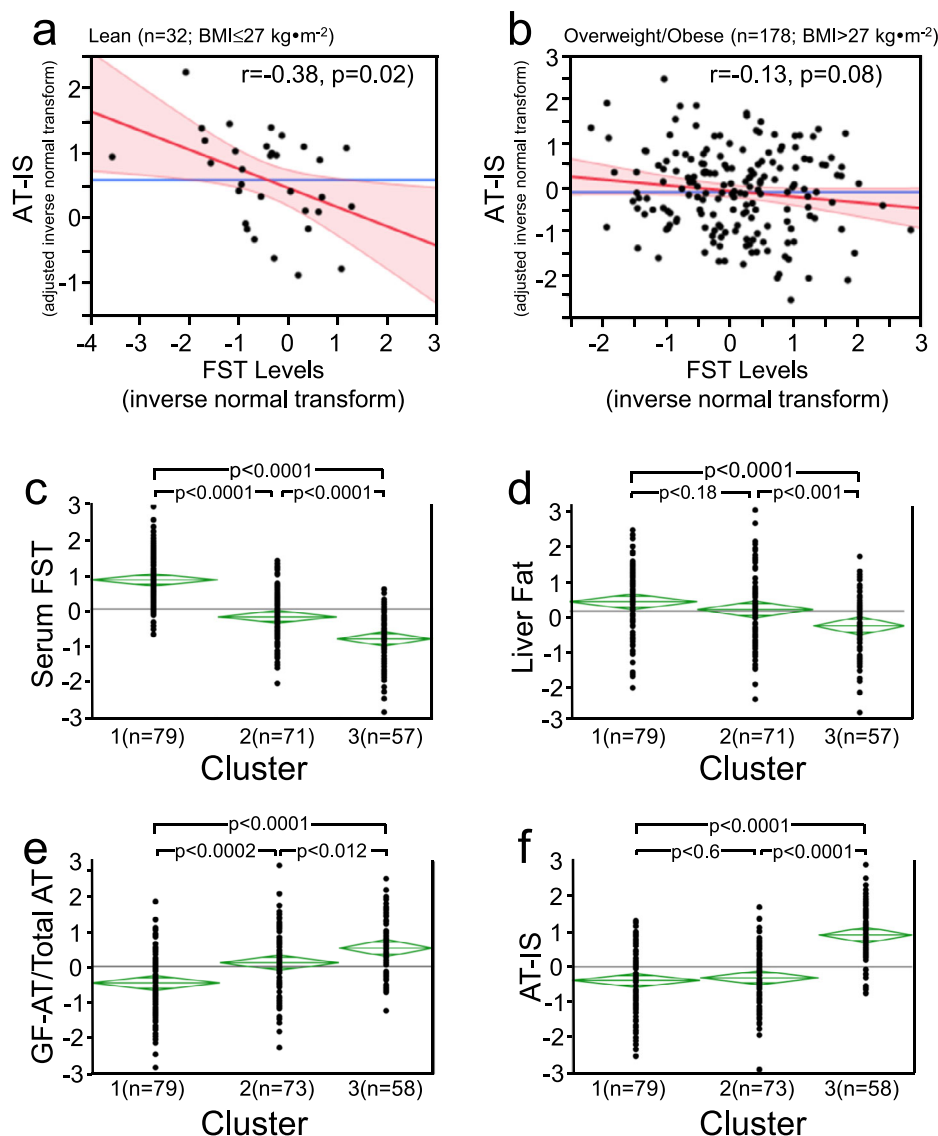 a Lean (n=32; BMI≤27 kg•m-²)
r=-0.38, p=0.02)
AT-IS
(adjusted inverse normal transform)
2
1
0
1
-4 -3 -2 -1 0 1 2 3
FST Levels
(inverse normal transform)
b Overweight/Obese (n=178; BMI>27 kg•m-²)
r=-0.13, p=0.08)
AT-IS
(adjusted inverse normal transform)
3
2
1
0
-1
-2
-2 -1 0 1 2 3
FST Levels
(inverse normal transform)
c
p<0.0001
p<0.0001 p<0.0001
Serum FST
3
2
1
0
-1
-2
-3
1(n=79) 2(n=71) 3(n=57)
Cluster
d
p<0.0001
p<0.18 p<0.001
Liver Fat
3
2
1
0
-1
-2
-3
1(n=79) 2(n=71) 3(n=57)
Cluster
e
p<0.0001
p<0.0002 p<0.012
GF-AT/Total AT
3
2
1
0
-1
-2
-3
1(n=79) 2(n=73) 3(n=58)
Cluster
f
p<0.0001
p<0.6 p<0.0001
AT-IS
3
2
1
0
-1
-2
-3
1(n=79) 2(n=73) 3(n=58)
Cluster